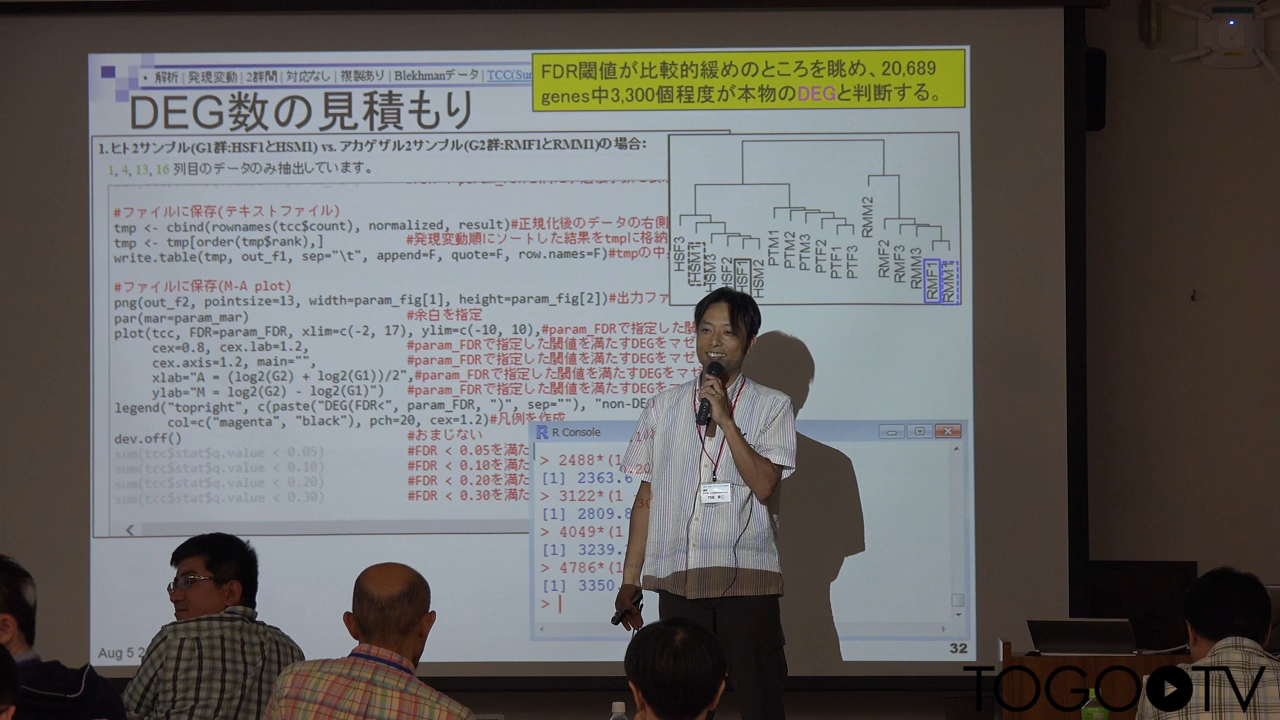 • 解析 | 発現変動 | 2群間 | 対応なし | 複製あり | Blekhmanデータ | TCC(Sun
DEG数の見積もり
FDR閾値が比較的緩めのところを眺め、20,689
genes中3,300個程度が本物のDEGと判断する。
1. ヒト2サンプル(G1群:HSF1とHSM1) vs. アカゲザル2サンプル(G2群:RMF1とRMM1)の場合:
1, 4, 13, 16 列目のデータのみ抽出しています。
#ファイルに保存(テキストファイル)
tmp <- cbind(rownames(tcc$count), normalized, result)#正規化後のデータの右側
tmp <- tmp[order(tmp$rank),] #発現変動順にソートした結果をtmpに格納
write.table(tmp, out_f1, sep="\t", append=F, quote=F, row.names=F)#tmpの中
#ファイルに保存(M-A plot)
png(out_f2, pointsize=13, width=param_fig[1], height=param_fig[2])#出力ファ
par(mar=param_mar) #余白を指定
plot(tcc, FDR=param_FDR, xlim=c(-2, 17), ylim=c(-10, 10),#param_FDRで指定した閾
cex=0.8, cex.lab=1.2, #param_FDRで指定した閾値を満たすDEGをマゼ
cex.axis=1.2, main="", #param_FDRで指定した閾値を満たすDEGをマゼ
xlab="A = (log2(G2) + log2(G1))/2",#param_FDRで指定した閾値を満たすDEGをマゼ
ylab="M = log2(G2) - log2(G1)") #param_FDRで指定した閾値を満たすDEGをマ
legend("topright", c(paste("DEG(FDR<", param_FDR, ")", sep=""), "non-DEG
col=c("magenta", "black"), pch=20, cex=1.2)#凡例を作成
dev.off() #おまじない
sum(tcc$stat$q.value < 0.05) #FDR < 0.05を満た
sum(tcc$stat$q.value < 0.10) #FDR < 0.10を満た
sum(tcc$stat$q.value < 0.20) #FDR < 0.20を満た
sum(tcc$stat$q.value < 0.30) #FDR < 0.30を満た
HSF3
HSM1
HSM3
HSF2
HSF1
HSM2
PTM1
PTM2
PTM3
PTF2
PTF1
PTF3
RMM2
RMF2
RMF3
RMM3
RMF1
RMM1
R Console
> 2488*(1
[1] 2363.6
> 3122*(1
[1] 2809.8
> 4049*(1
[1] 3239.
> 4786*(1
[1] 3350.
>
Aug 5 2
32
TOGO TV